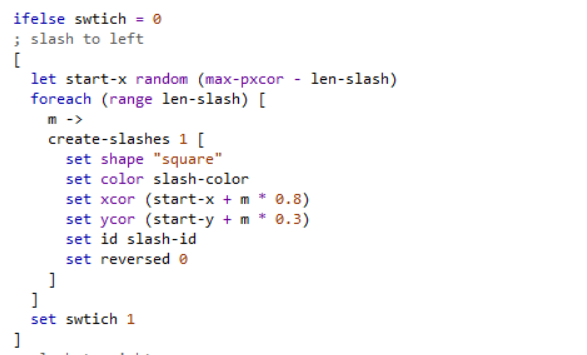 ifelse swtich = 0
; slash to left
[
  let start-x random (max-pxcor - len-slash)
  foreach (range len-slash) [
    m ->
    create-slashes 1 [
      set shape "square"
      set color slash-color
      set xcor (start-x + m * 0.8)
      set ycor (start-y + m * 0.3)
      set id slash-id
      set reversed 0
    ]
  ]
  set swtich 1
]